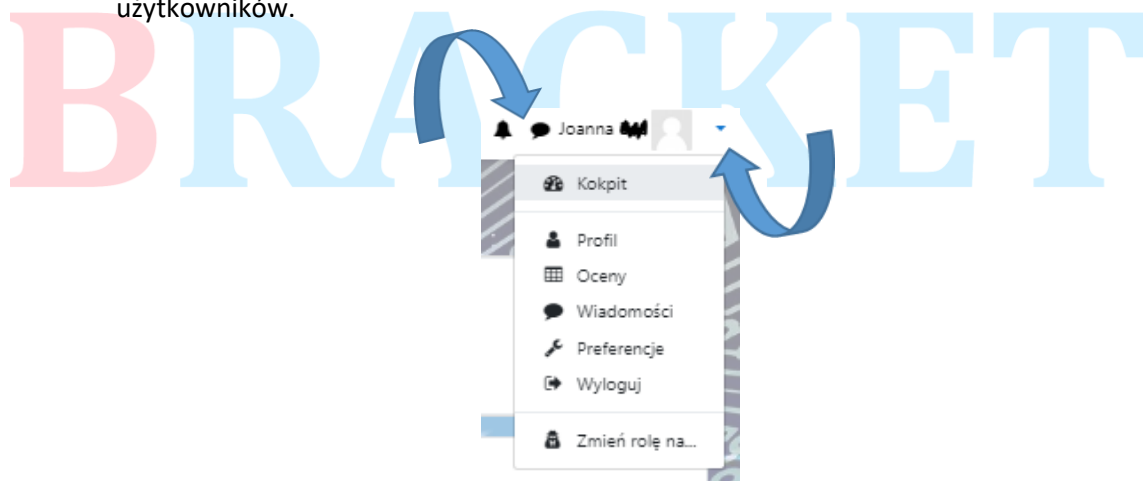 użytkowników.
BRACKET
Joanna
Kokpit
Profil
Oceny
Wiadomości
Preferencje
Wyloguj
Zmień rolę na...